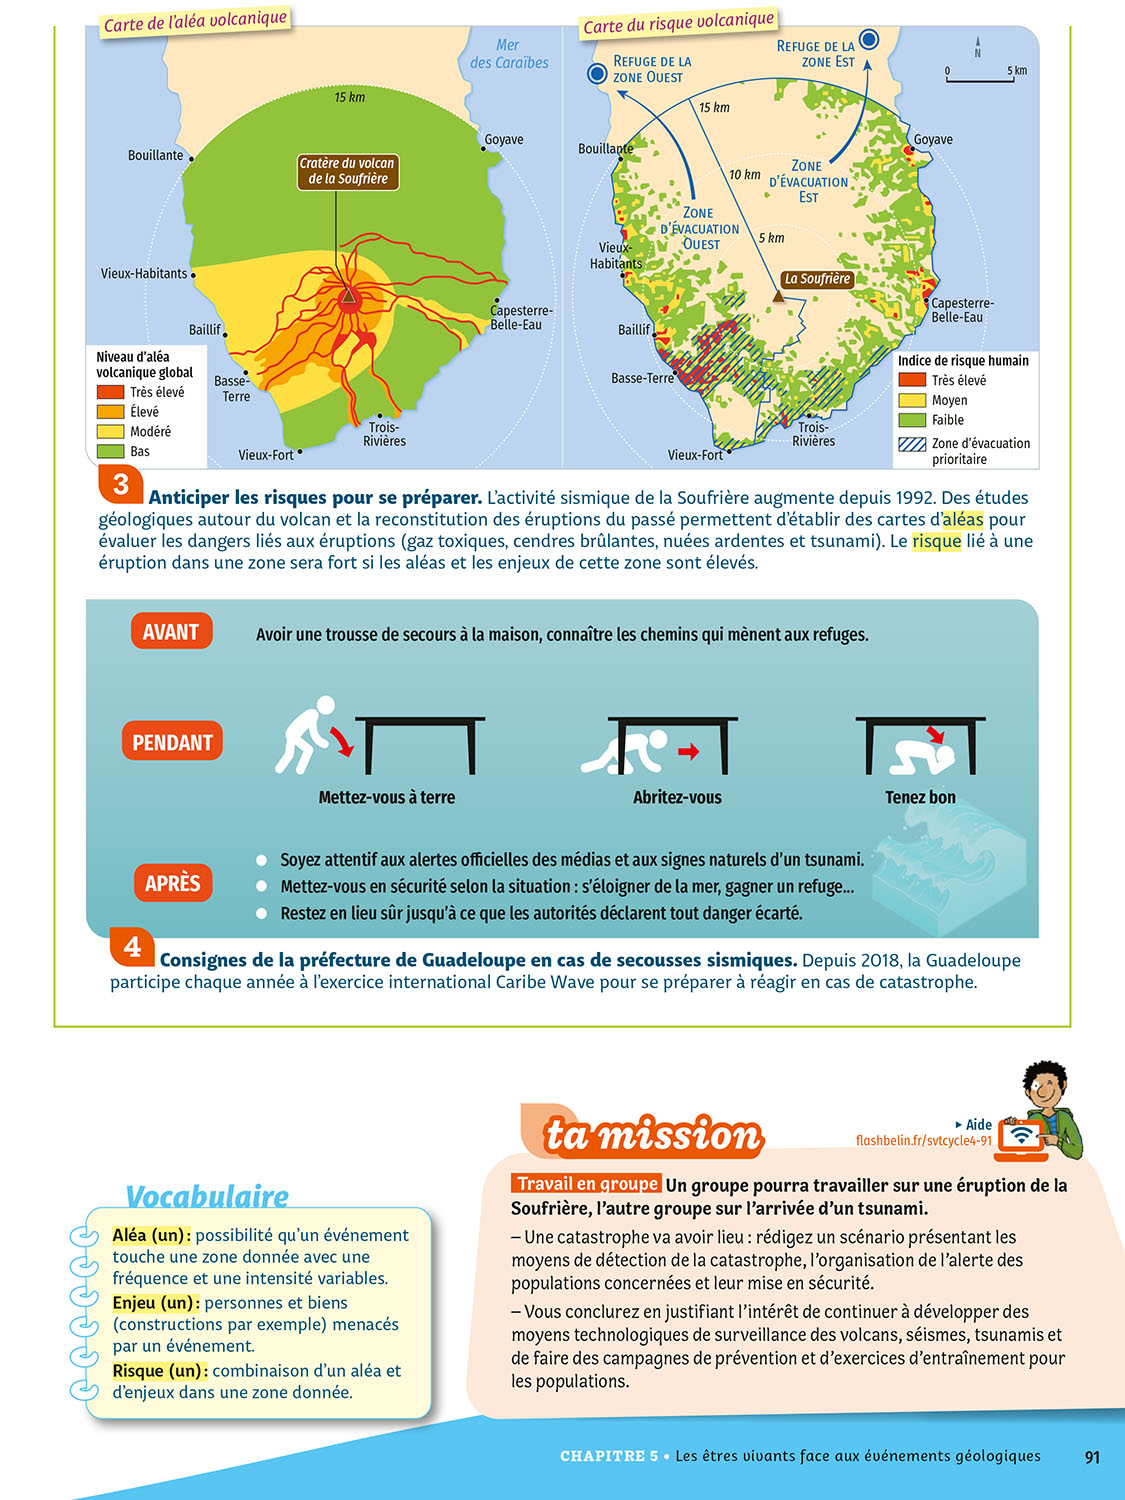 Carte de l'aléa volcanique
Mer
des Caraïbes
15 km
Bouillante
Goyave
Cratère du volcan
de la Soufrière
Vieux-Habitants
Capesterre-
Belle-Eau
Baillif
Basse-
Terre
Trois-
Rivières
Vieux-Fort
Niveau d'aléa
volcanique global
Très élevé
Élevé
Modéré
Bas
Carte du risque volcanique
Refuge de la
zone Ouest
Refuge de la
zone Est
N
0 5 km
15 km
Bouillante
Goyave
10 km
Zone
d'évacuation
Est
Zone
d'évacuation
Ouest
5 km
Vieux-
Habitants
La Soufrière
Capesterre-
Belle-Eau
Baillif
Basse-Terre
Trois-
Rivières
Vieux-Fort
Indice de risque humain
Très élevé
Moyen
Faible
Zone d'évacuation
prioritaire
3 Anticiper les risques pour se préparer. L'activité sismique de la Soufrière augmente depuis 1992. Des études
géologiques autour du volcan et la reconstitution des éruptions du passé permettent d'établir des cartes d'aléas pour
évaluer les dangers liés aux éruptions (gaz toxiques, cendres brûlantes, nuées ardentes et tsunami). Le risque lié à une
éruption dans une zone sera fort si les aléas et les enjeux de cette zone sont élevés.
AVANT
Avoir une trousse de secours à la maison, connaître les chemins qui mènent aux refuges.
PENDANT
Mettez-vous à terre
Abritez-vous
Tenez bon
APRÈS
Soyez attentif aux alertes officielles des médias et aux signes naturels d'un tsunami.
Mettez-vous en sécurité selon la situation : s'éloigner de la mer, gagner un refuge...
Restez en lieu sûr jusqu'à ce que les autorités déclarent tout danger écarté.
4 Consignes de la préfecture de Guadeloupe en cas de secousses sismiques. Depuis 2018, la Guadeloupe
participe chaque année à l'exercice international Caribe Wave pour se préparer à réagir en cas de catastrophe.
Vocabulaire
Aléa (un) : possibilité qu'un événement
touche une zone donnée avec une
fréquence et une intensité variables.
Enjeu (un) : personnes et biens
(constructions par exemple) menacés
par un événement.
Risque (un) : combinaison d'un aléa et
d'enjeux dans une zone donnée.
ta mission
▸ Aide
flashbelin.fr/svtcycle4-91
Travail en groupe Un groupe pourra travailler sur une éruption de la
Soufrière, l'autre groupe sur l'arrivée d'un tsunami.
– Une catastrophe va avoir lieu : rédigez un scénario présentant les
moyens de détection de la catastrophe, l'organisation de l'alerte des
populations concernées et leur mise en sécurité.
– Vous conclurez en justifiant l'intérêt de continuer à développer des
moyens technologiques de surveillance des volcans, séismes, tsunamis et
de faire des campagnes de prévention et d'exercices d'entraînement pour
les populations.
CHAPITRE 5 • Les êtres vivants face aux événements géologiques 91